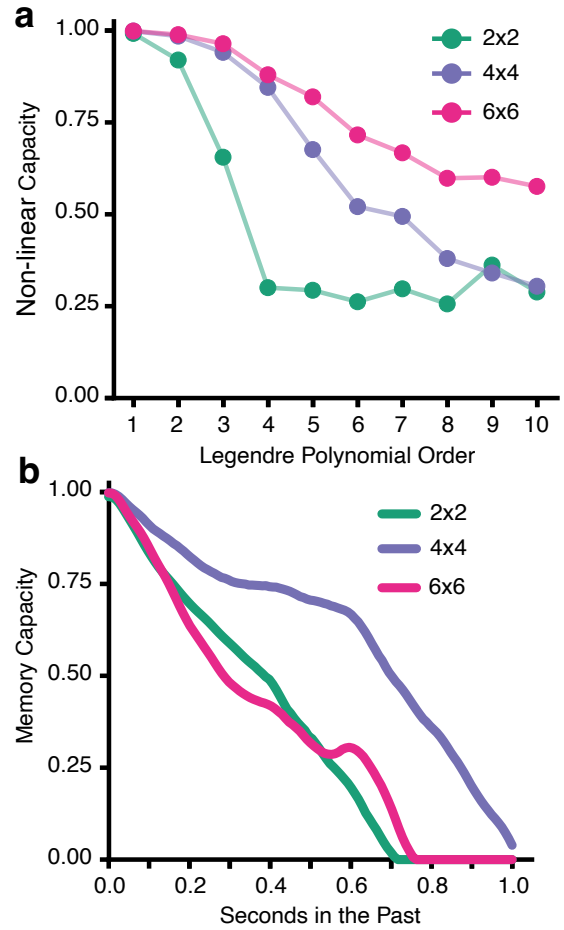 a
Non-linear Capacity
1.00
0.75
0.50
0.25
0.00
2x2
4x4
6x6
1 2 3 4 5 6 7 8 9 10
Legendre Polynomial Order
b
Memory Capacity
1.00
0.75
0.50
0.25
0.00
2x2
4x4
6x6
0.0 0.2 0.4 0.6 0.8 1.0
Seconds in the Past